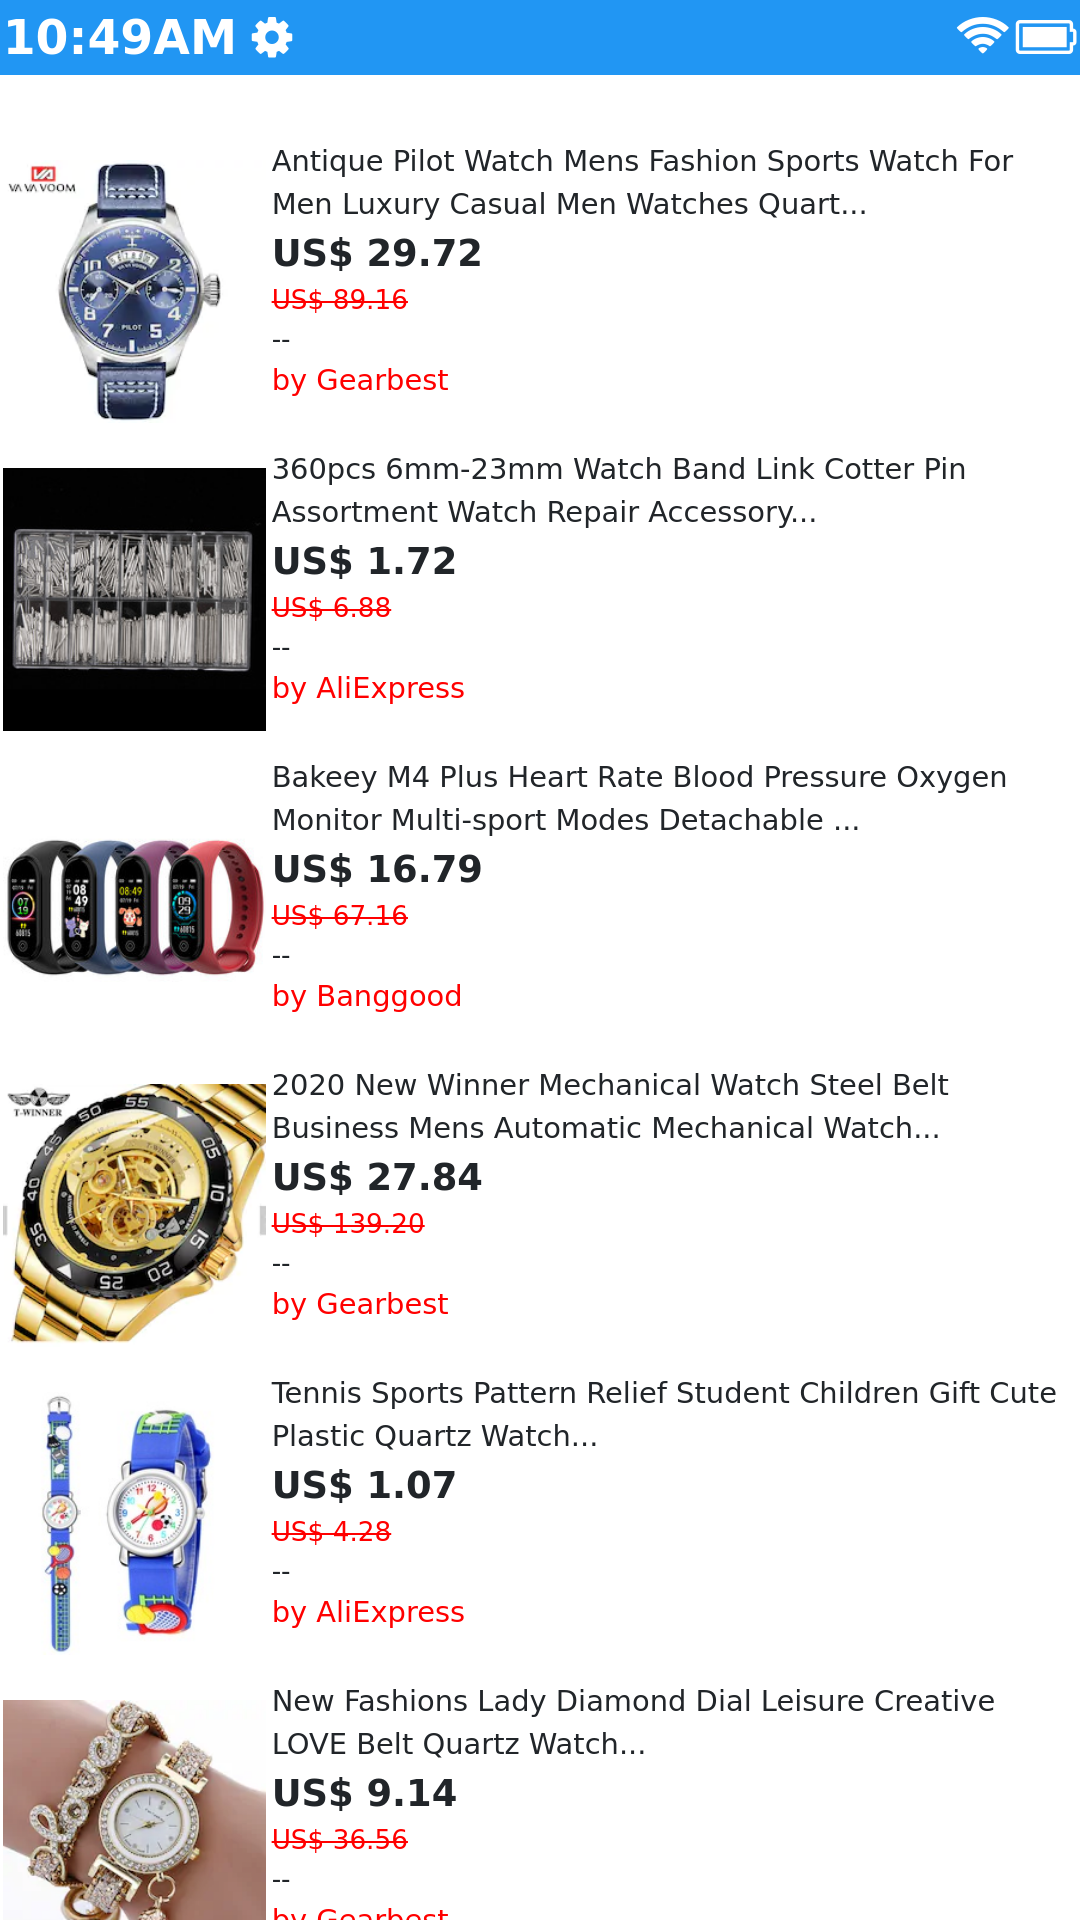 10:49AM
VA VA VOOM
Antique Pilot Watch Mens Fashion Sports Watch For
Men Luxury Casual Men Watches Quart...
US$ 29.72
US$ 89.16
--
by Gearbest
360pcs 6mm-23mm Watch Band Link Cotter Pin
Assortment Watch Repair Accessory...
US$ 1.72
US$ 6.88
--
by AliExpress
Bakeey M4 Plus Heart Rate Blood Pressure Oxygen
Monitor Multi-sport Modes Detachable ...
US$ 16.79
US$ 67.16
--
by Banggood
T-WINNER
2020 New Winner Mechanical Watch Steel Belt
Business Mens Automatic Mechanical Watch...
US$ 27.84
US$ 139.20
--
by Gearbest
Tennis Sports Pattern Relief Student Children Gift Cute
Plastic Quartz Watch...
US$ 1.07
US$ 4.28
--
by AliExpress
New Fashions Lady Diamond Dial Leisure Creative
LOVE Belt Quartz Watch...
US$ 9.14
US$ 36.56
--
by Gearbest